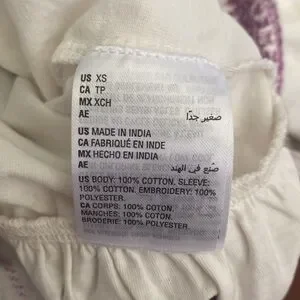 US XS
CA TP
MX XCH
AE صغير جدًا
US MADE IN INDIA
CA FABRIQUÉ EN INDE
MX HECHO EN INDIA
AE صنع في الهند
US BODY: 100% COTTON. SLEEVE:
100% COTTON. EMBROIDERY: 100%
POLYESTER.
CA CORPS: 100% COTON.
MANCHES: 100% COTON.
BRODERIE: 100% POLYESTER.